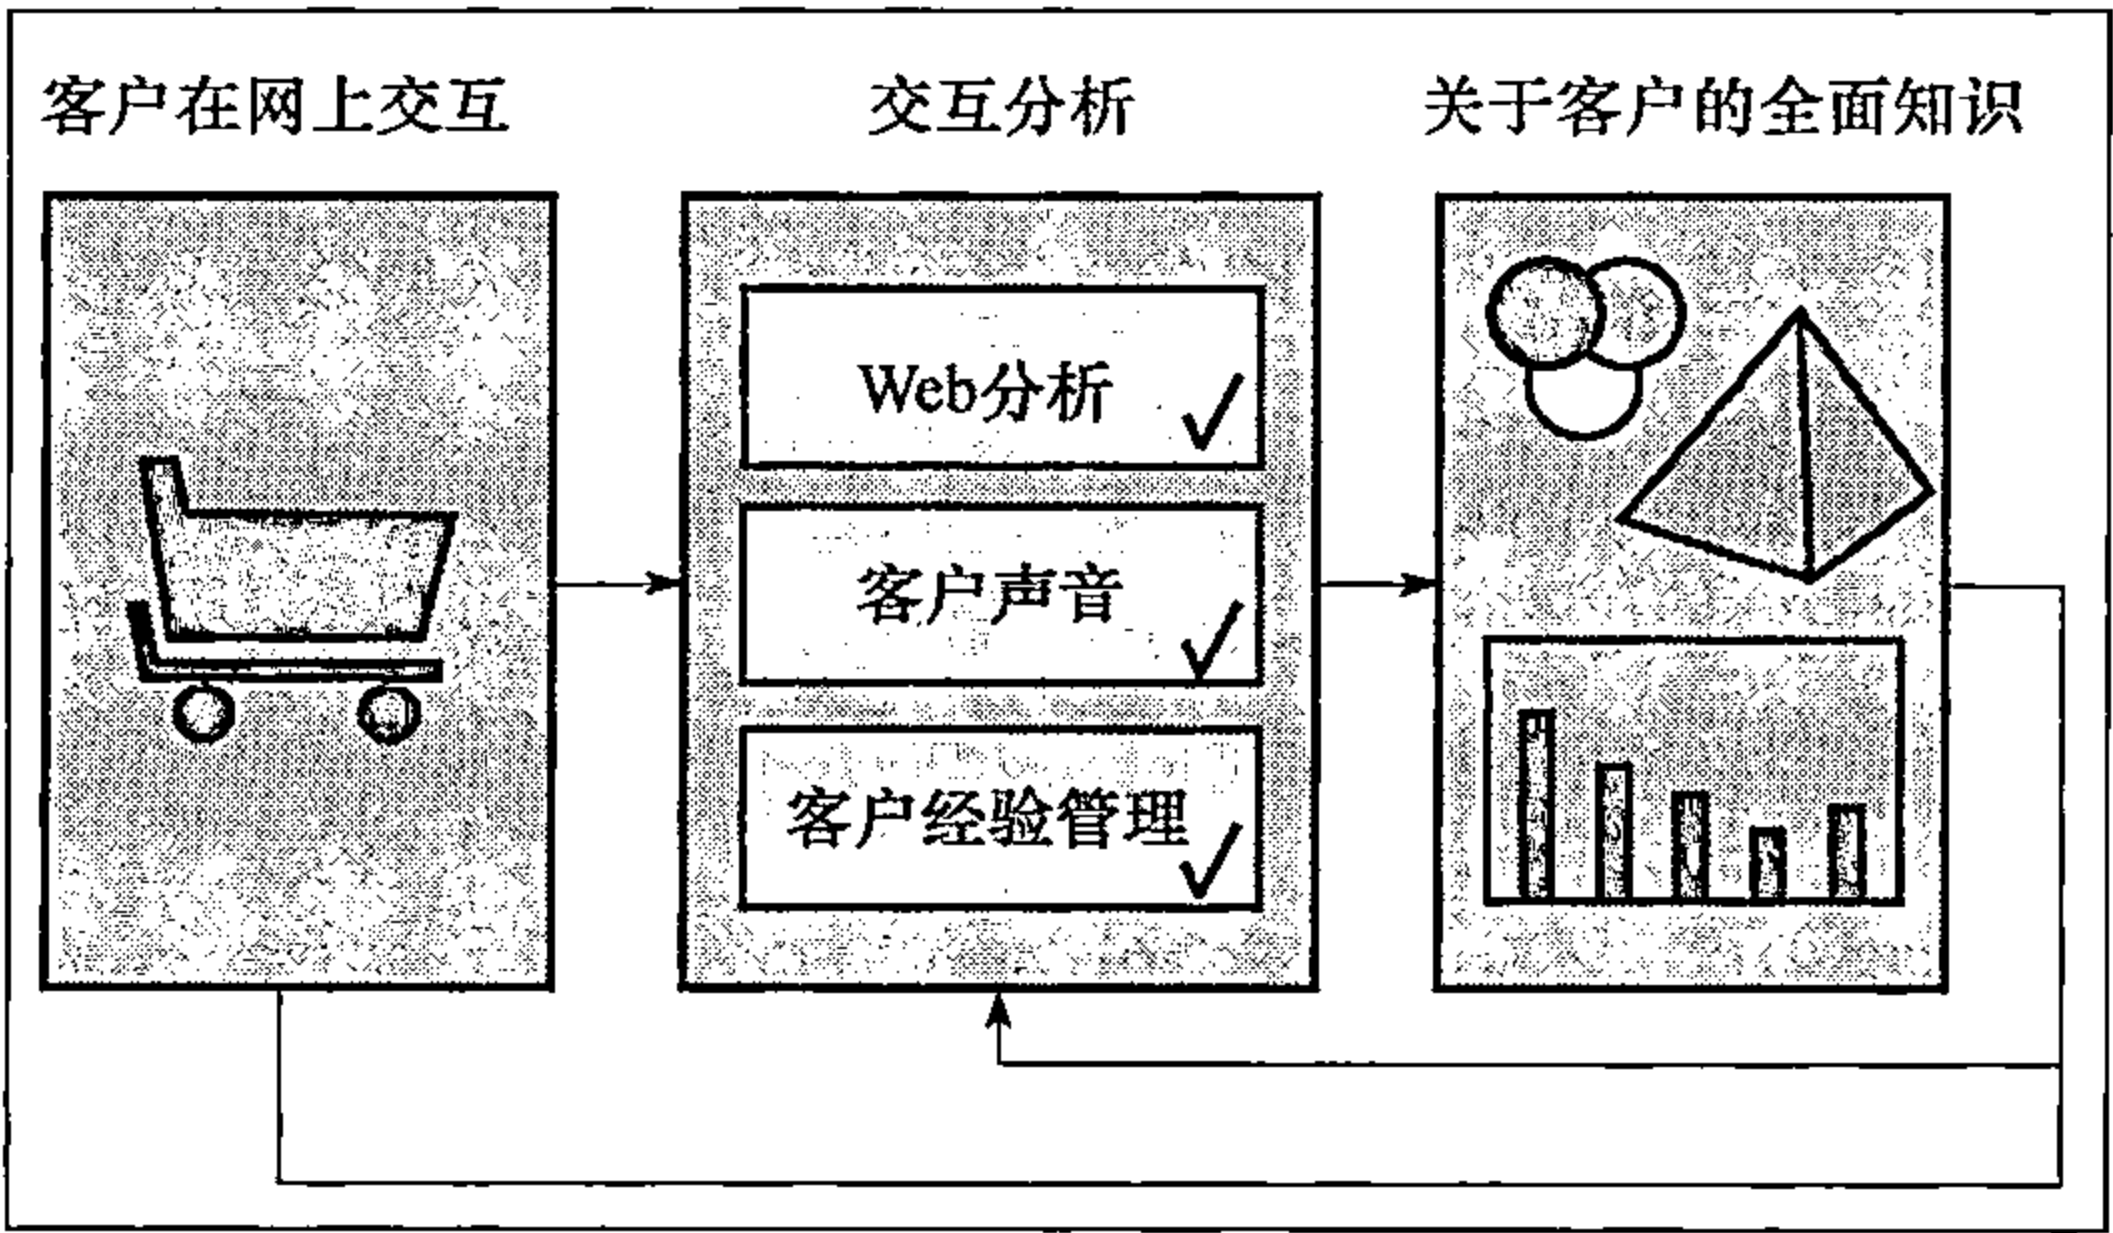 客户在网上交互
交互分析
关于客户的全面知识
Web分析
客户声音
客户经验管理